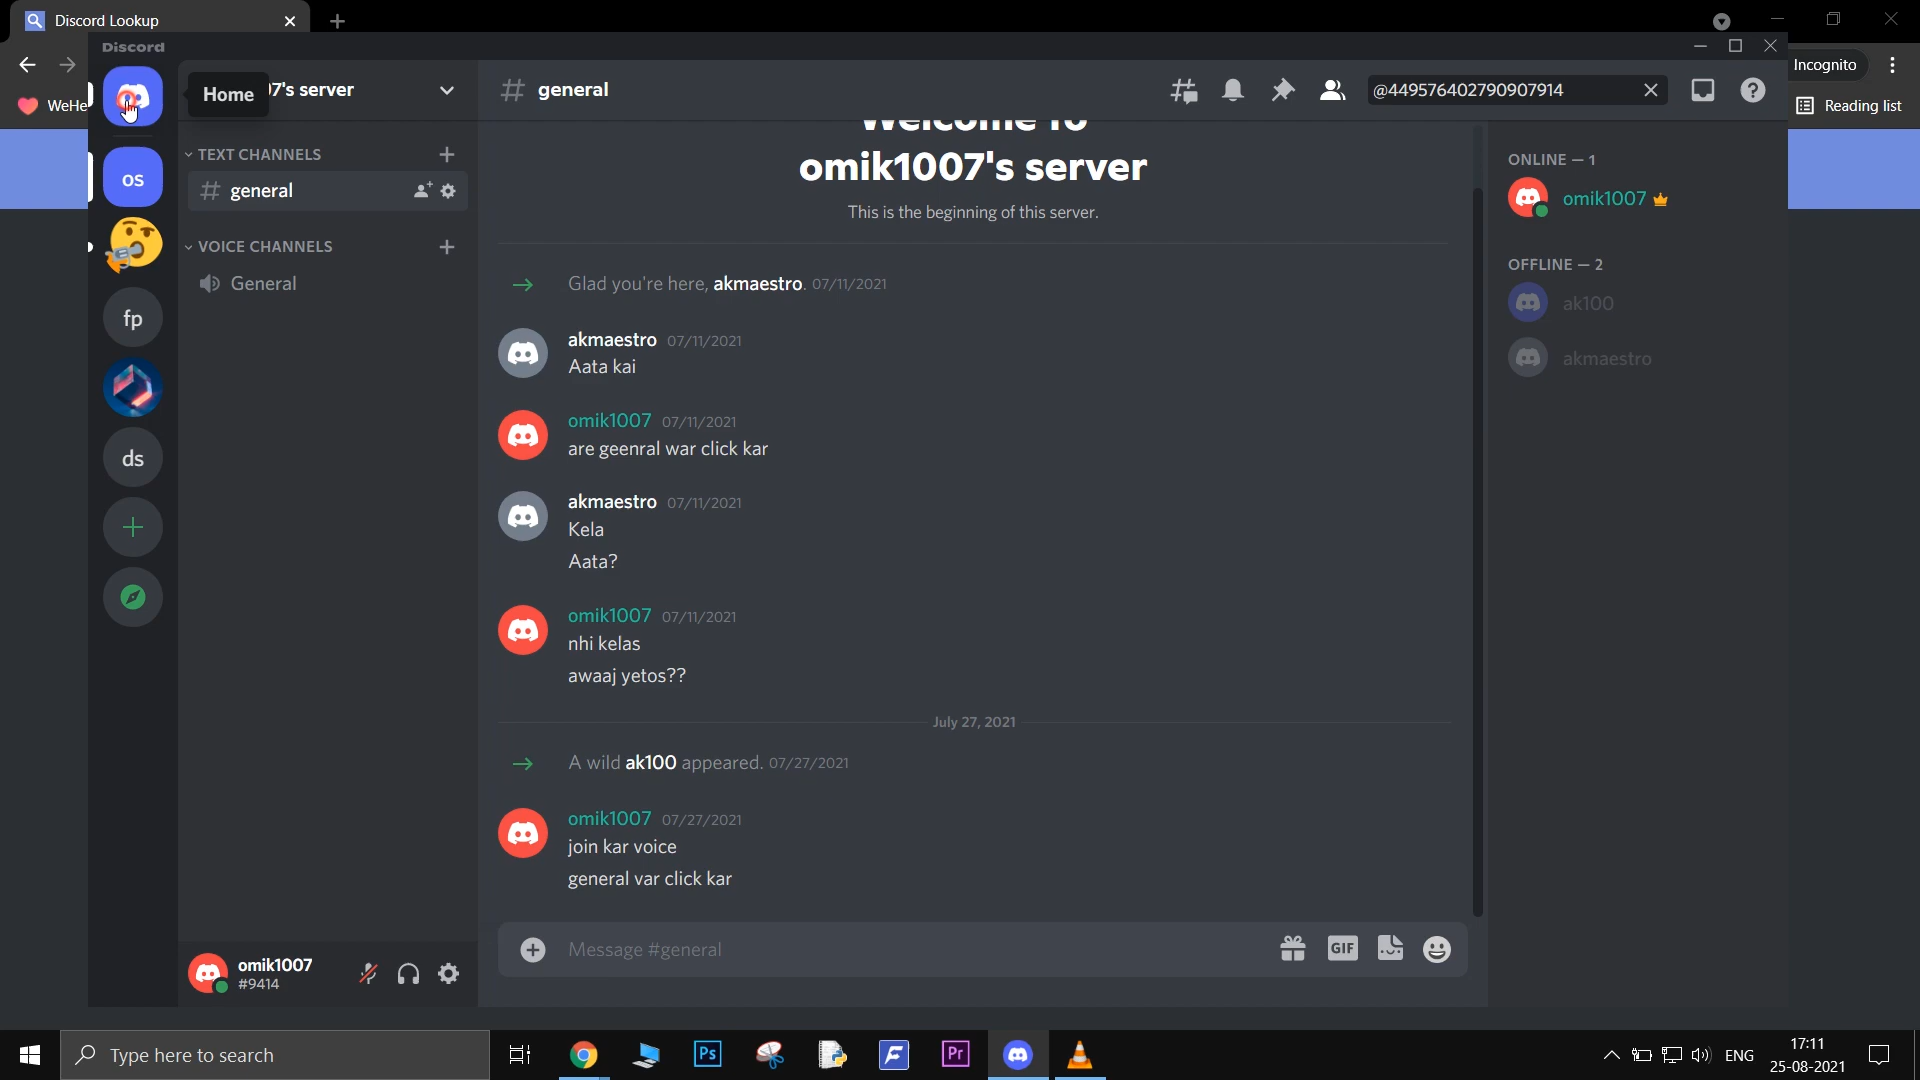 Discord Lookup
Discord
Incognito
WeHe
Reading list
Home
07's server
general
@449576402790907914
TEXT CHANNELS
general
VOICE CHANNELS
General
os
fp
ds
Welcome to
omik1007's server
This is the beginning of this server.
Glad you're here, akmaestro. 07/11/2021
akmaestro 07/11/2021
Aata kai
omik1007 07/11/2021
are geenral war click kar
akmaestro 07/11/2021
Kela
Aata?
omik1007 07/11/2021
nhi kelas
awaaj yetos??
July 27, 2021
A wild ak100 appeared. 07/27/2021
omik1007 07/27/2021
join kar voice
general var click kar
Message #general
GIF
ONLINE — 1
omik1007
OFFLINE — 2
ak100
akmaestro
omik1007
#9414
Type here to search
Ps
Pr
ENG
17:11
25-08-2021